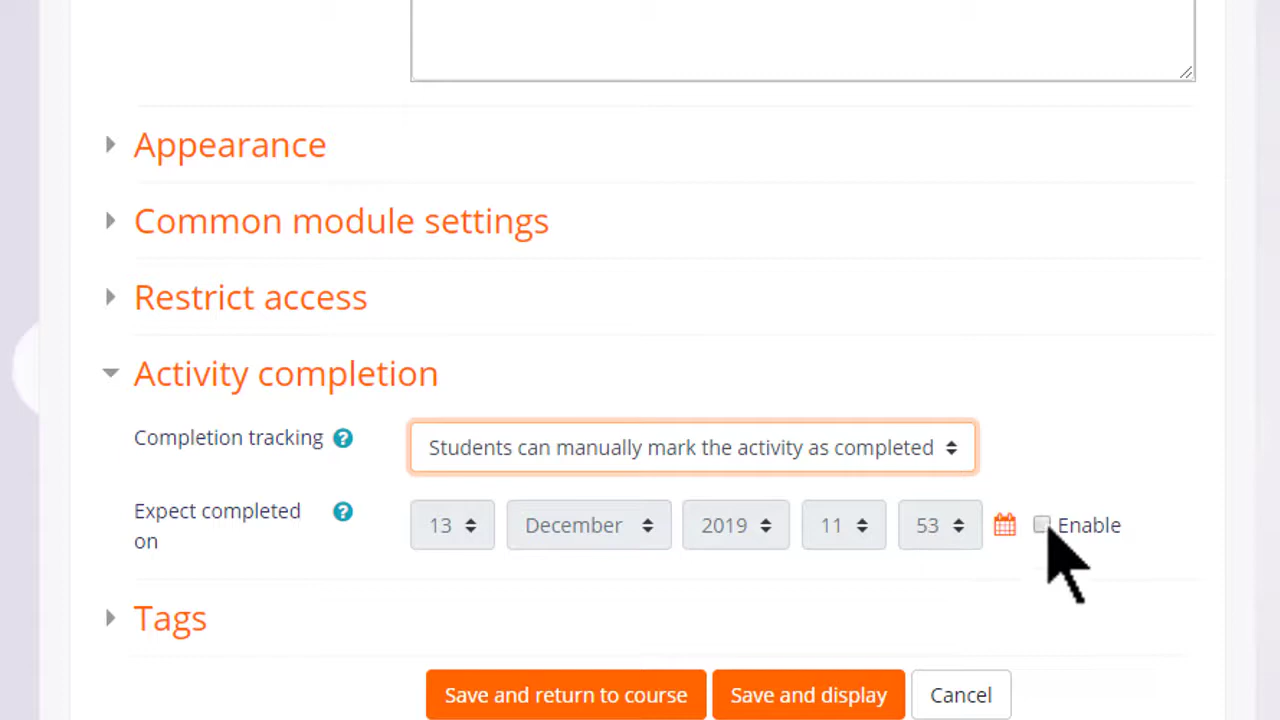 Appearance
Common module settings
Restrict access
Activity completion
Completion tracking ?
Students can manually mark the activity as completed
Expect completed on ?
13 December 2019 11 53 Enable
Tags
Save and return to course Save and display Cancel